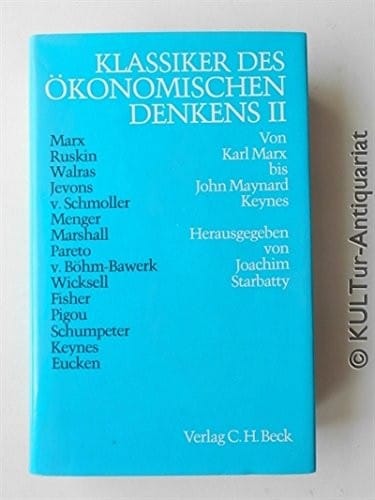 KLASSIKER DES
ÖKONOMISCHEN
DENKENS II
Marx
Ruskin
Walras
Jevons
v. Schmoller
Menger
Marshall
Pareto
v. Böhm-Bawerk
Wicksell
Fisher
Pigou
Schumpeter
Keynes
Eucken
Von
Karl Marx
bis
John Maynard
Keynes
Herausgegeben
von
Joachim
Starbatty
Verlag C. H. Beck
© KULTur-Antiquariat